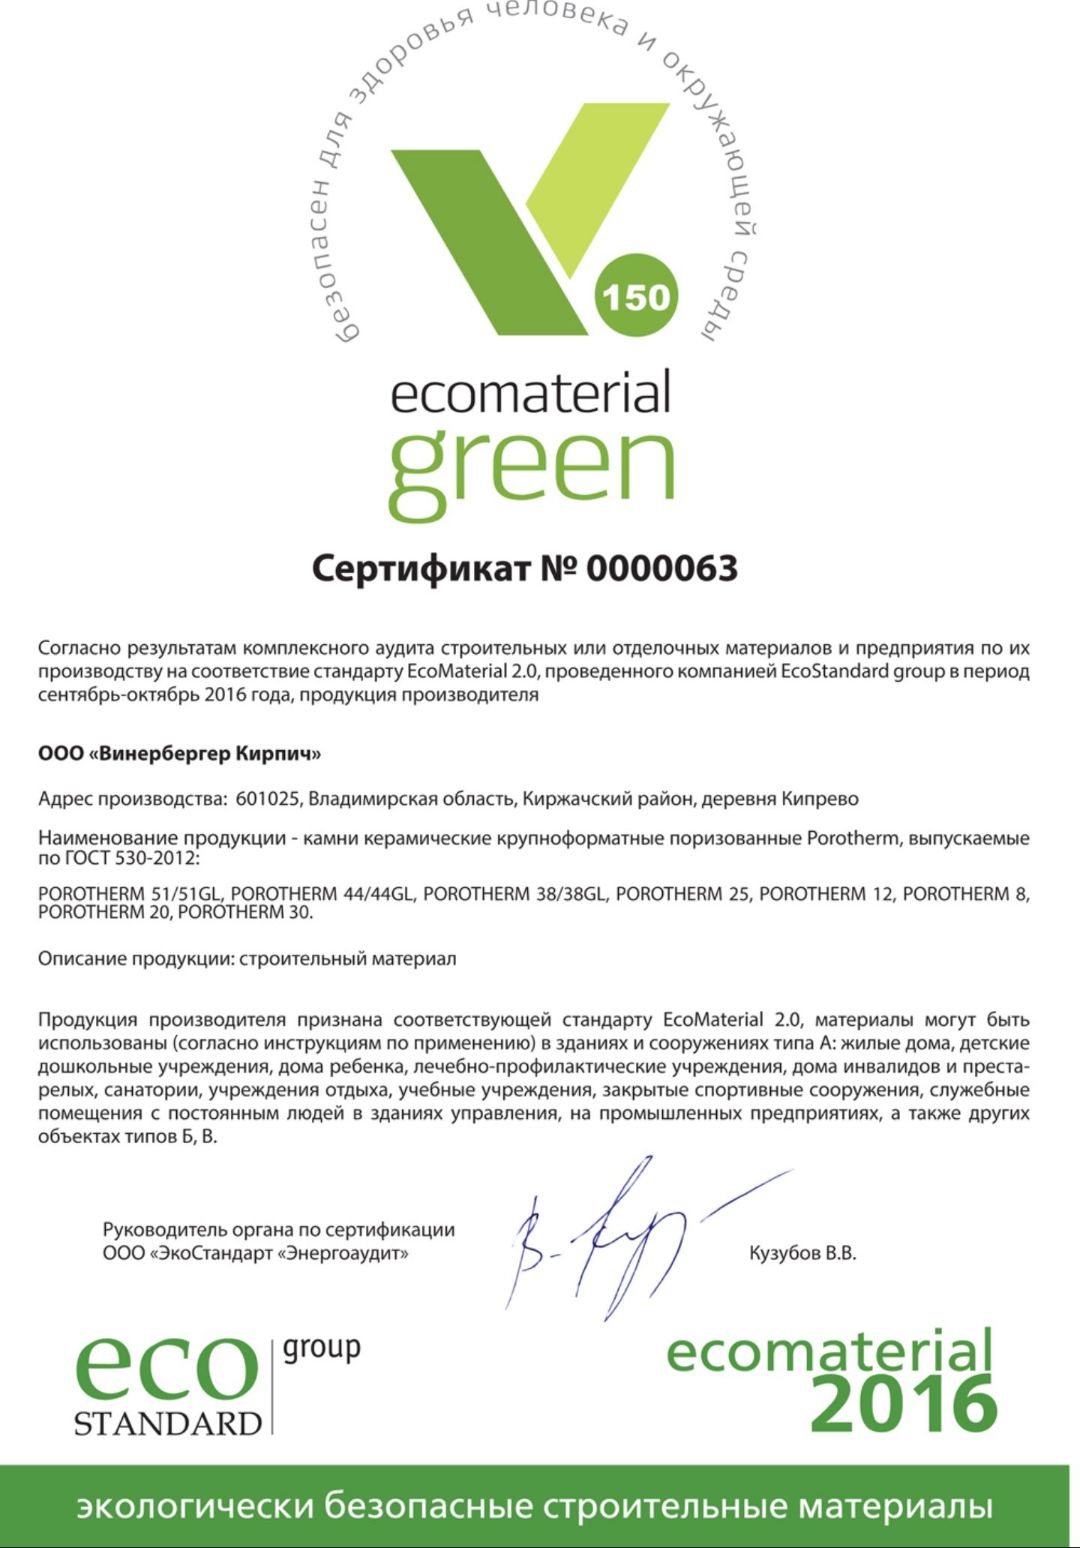 безопасен для здоровья человека и окружающей среды
150
ecomaterial
green
Сертификат № 0000063
Согласно результатам комплексного аудита строительных или отделочных материалов и предприятия по их
производству на соответствие стандарту EcoMaterial 2.0, проведенного компанией EcoStandard group в период
сентябрь-октябрь 2016 года, продукция производителя
ООО «Винербергер Кирпич»
Адрес производства: 601025, Владимирская область, Киржачский район, деревня Кипрево
Наименование продукции - камни керамические крупноформатные поризованные Porotherm, выпускаемые
по ГОСТ 530-2012:
POROTHERM 51/51GL, POROTHERM 44/44GL, POROTHERM 38/38GL, POROTHERM 25, POROTHERM 12, POROTHERM 8,
POROTHERM 20, POROTHERM 30.
Описание продукции: строительный материал
Продукция производителя признана соответствующей стандарту EcoMaterial 2.0, материалы могут быть
использованы (согласно инструкциям по применению) в зданиях и сооружениях типа А: жилые дома, детские
дошкольные учреждения, дома ребенка, лечебно-профилактические учреждения, дома инвалидов и преста-
релых, санатории, учреждения отдыха, учебные учреждения, закрытые спортивные сооружения, служебные
помещения с постоянным людей в зданиях управления, на промышленных предприятиях, а также других
объектах типов Б, В.
Руководитель органа по сертификации
ООО «ЭкоСтандарт «Энергоаудит»
Кузубов В.В.
eco
STANDARD
group
ecomaterial
2016
экологически безопасные строительные материалы